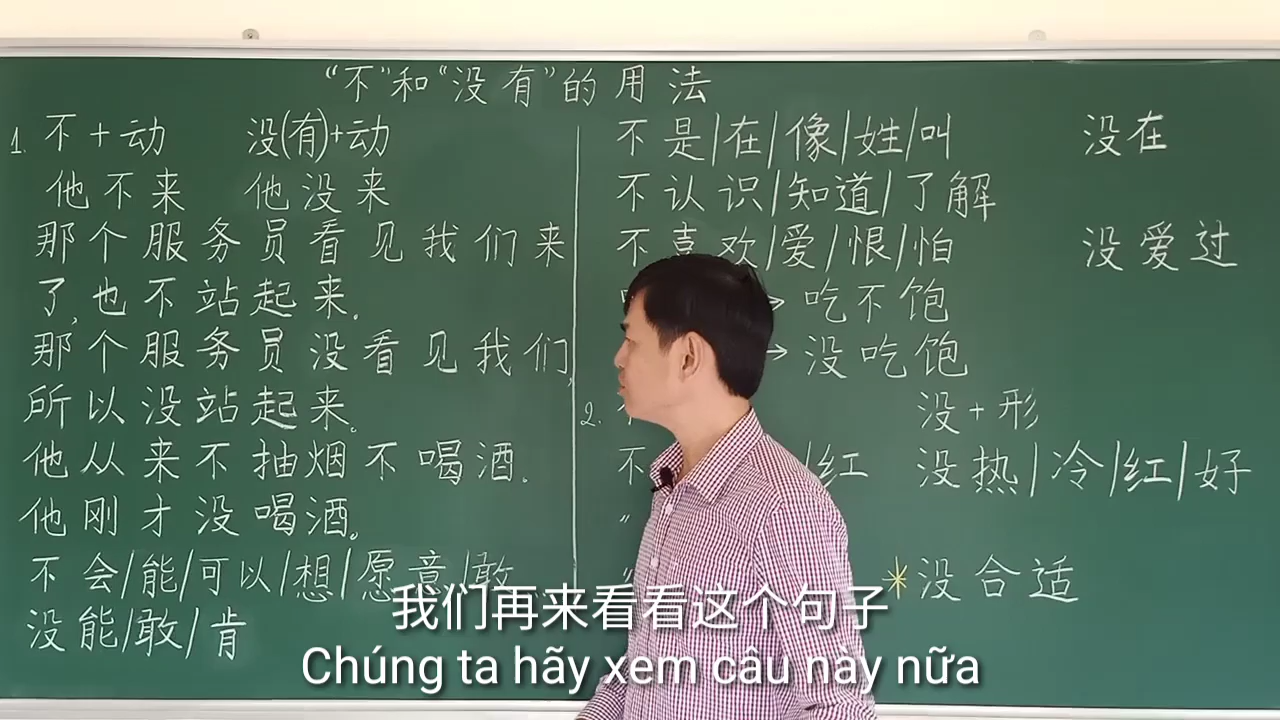 “不”和“没有”的用法
1. 不+动 没(有)+动
他不来 他没来
那个服务员看见我们来
了,也不站起来。
那个服务员没看见我们,
所以没站起来。
他从来不抽烟不喝酒。
他刚才没喝酒。
不会/能/可以/想/愿意/敢
没能/敢/肯
不是/在/像/姓/叫 没在
不认识/知道/了解
不喜欢/爱/恨/怕 没爱过
→ 吃不饱
→ 没吃饱
2. 没+形
不 /红 没热/冷/红/好
〃
*没合适
我们再来看看这个句子
Chúng ta hãy xem câu này nữa